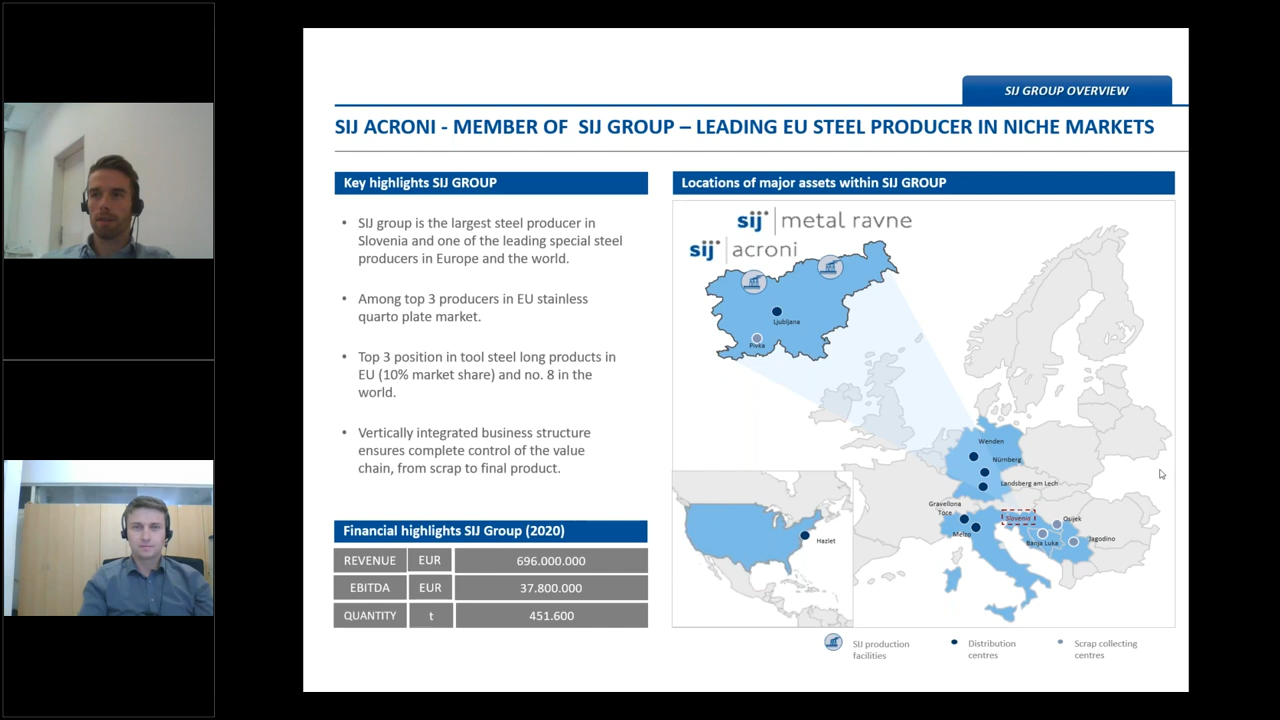 SIJ GROUP OVERVIEW
SIJ ACRONI - MEMBER OF SIJ GROUP – LEADING EU STEEL PRODUCER IN NICHE MARKETS
Key highlights SIJ GROUP
• SIJ group is the largest steel producer in
Slovenia and one of the leading special steel
producers in Europe and the world.
• Among top 3 producers in EU stainless
quarto plate market.
• Top 3 position in tool steel long products in
EU (10% market share) and no. 8 in the
world.
• Vertically integrated business structure
ensures complete control of the value
chain, from scrap to final product.
Financial highlights SIJ Group (2020)
REVENUE EUR 696.000.000
EBITDA EUR 37.800.000
QUANTITY t 451.600
Locations of major assets within SIJ GROUP
sij | metal ravne
sij | acroni
Ljubljana
Pivka
Wenden
Nürnberg
Landsberg am Lech
Gravellona
Toce
Melzo
Slovenia
Osijek
Banja Luka
Jagodino
Hazlet
SIJ production
facilities
Distribution
centres
Scrap collecting
centres